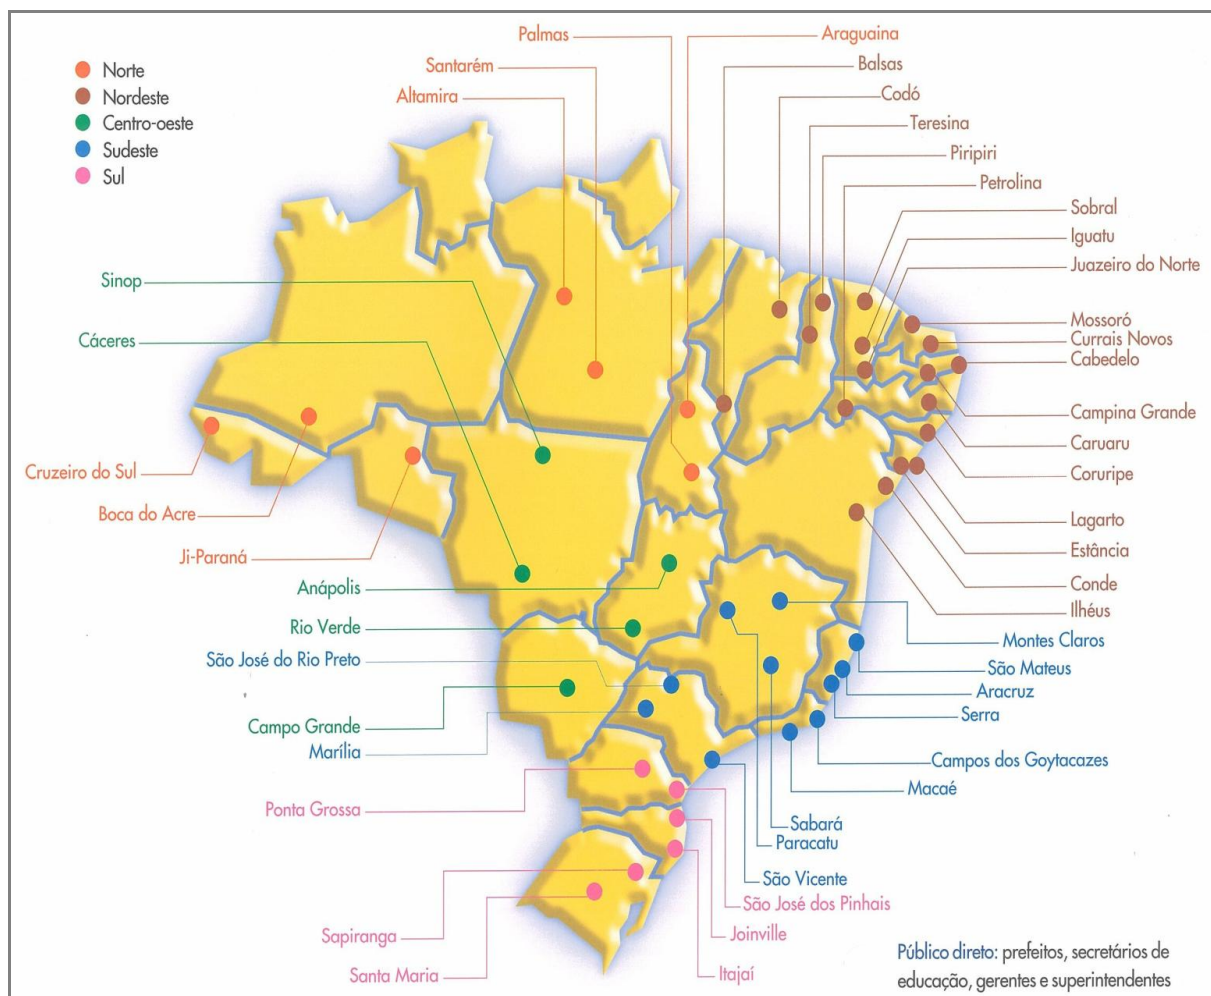 Norte
Nordeste
Centro-oeste
Sudeste
Sul
Palmas
Araguaina
Santarém
Balsas
Altamira
Codó
Teresina
Piripiri
Petrolina
Sobral
Iguatu
Juazeiro do Norte
Sinop
Mossoró
Currais Novos
Cabedelo
Cáceres
Campina Grande
Caruaru
Coruripe
Cruzeiro do Sul
Boca do Acre
Lagarto
Estância
Ji-Paraná
Conde
Anápolis
Ilhéus
Rio Verde
Montes Claros
São José do Rio Preto
São Mateus
Aracruz
Serra
Campo Grande
Marília
Campos dos Goytacazes
Macaé
Ponta Grossa
Sabará
Paracatu
São Vicente
São José dos Pinhais
Sapiranga
Joinville
Santa Maria
Itajaí
Público direto: prefeitos, secretários de
educação, gerentes e superintendentes